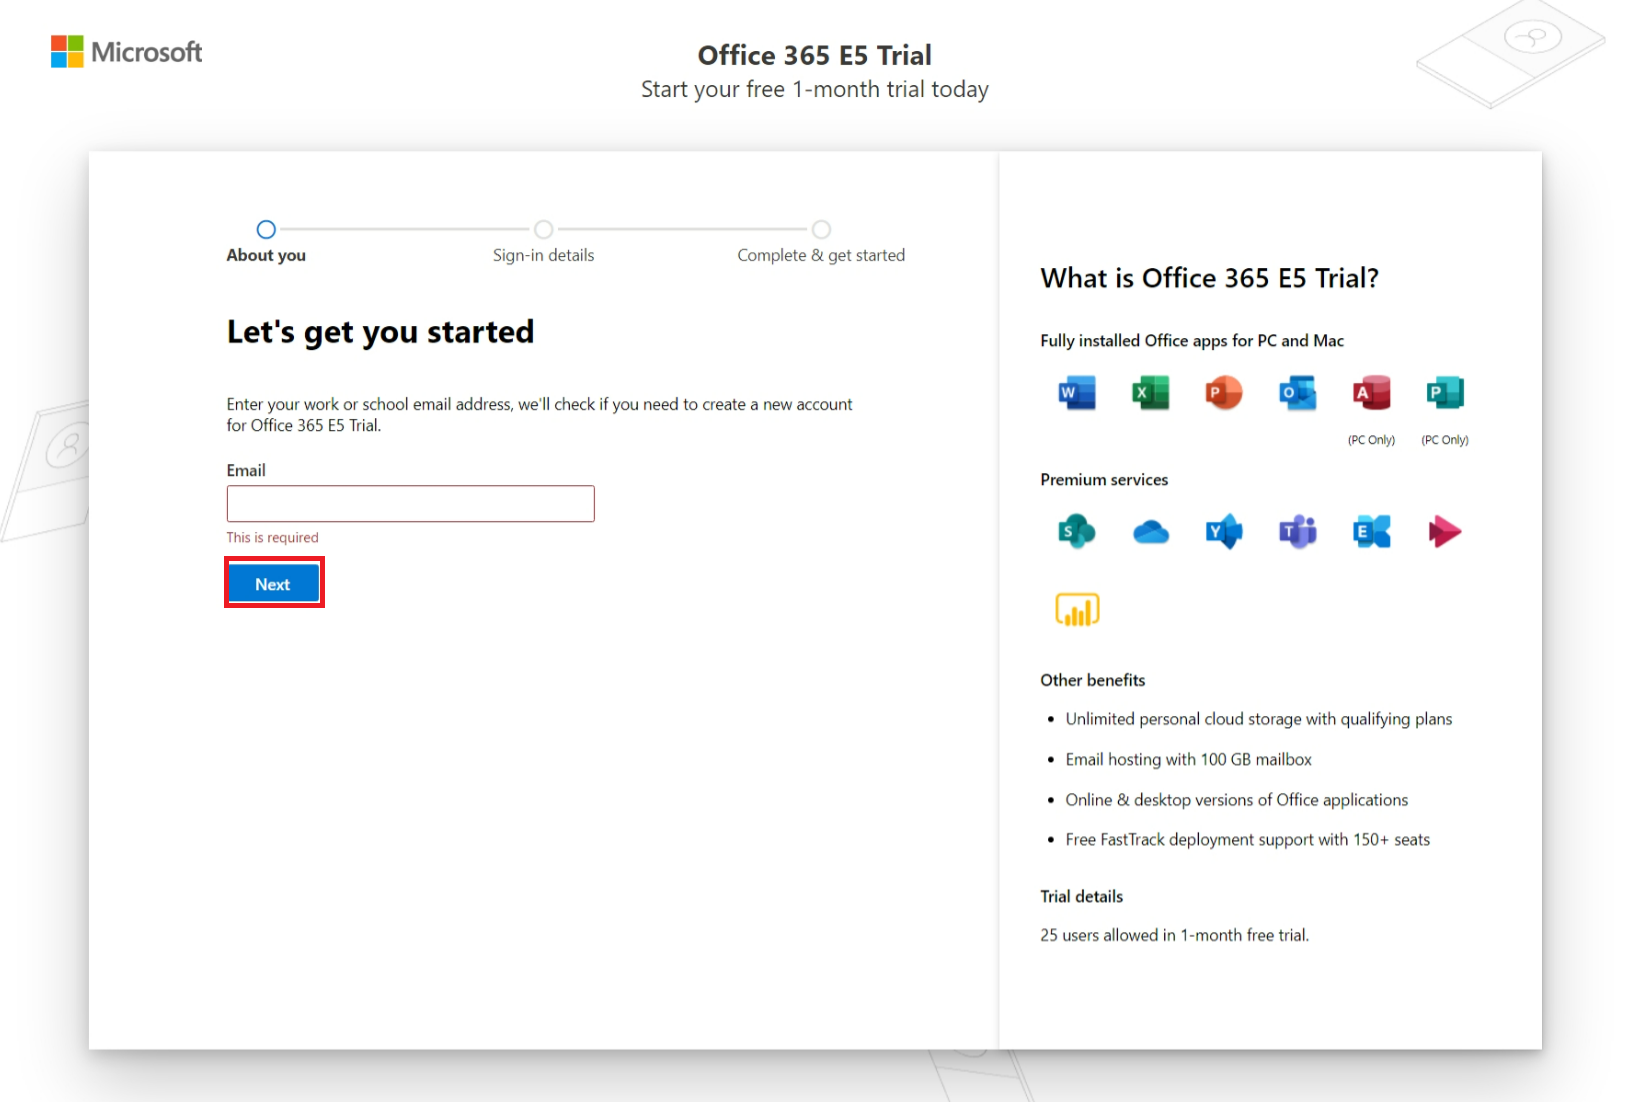 Microsoft
Office 365 E5 Trial
Start your free 1-month trial today
About you
Sign-in details
Complete & get started
Let's get you started
Enter your work or school email address, we'll check if you need to create a new account
for Office 365 E5 Trial.
Email
This is required
Next
What is Office 365 E5 Trial?
Fully installed Office apps for PC and Mac
W X P O A P
(PC Only) (PC Only)
Premium services
S Y T E
Other benefits
• Unlimited personal cloud storage with qualifying plans
• Email hosting with 100 GB mailbox
• Online & desktop versions of Office applications
• Free FastTrack deployment support with 150+ seats
Trial details
25 users allowed in 1-month free trial.